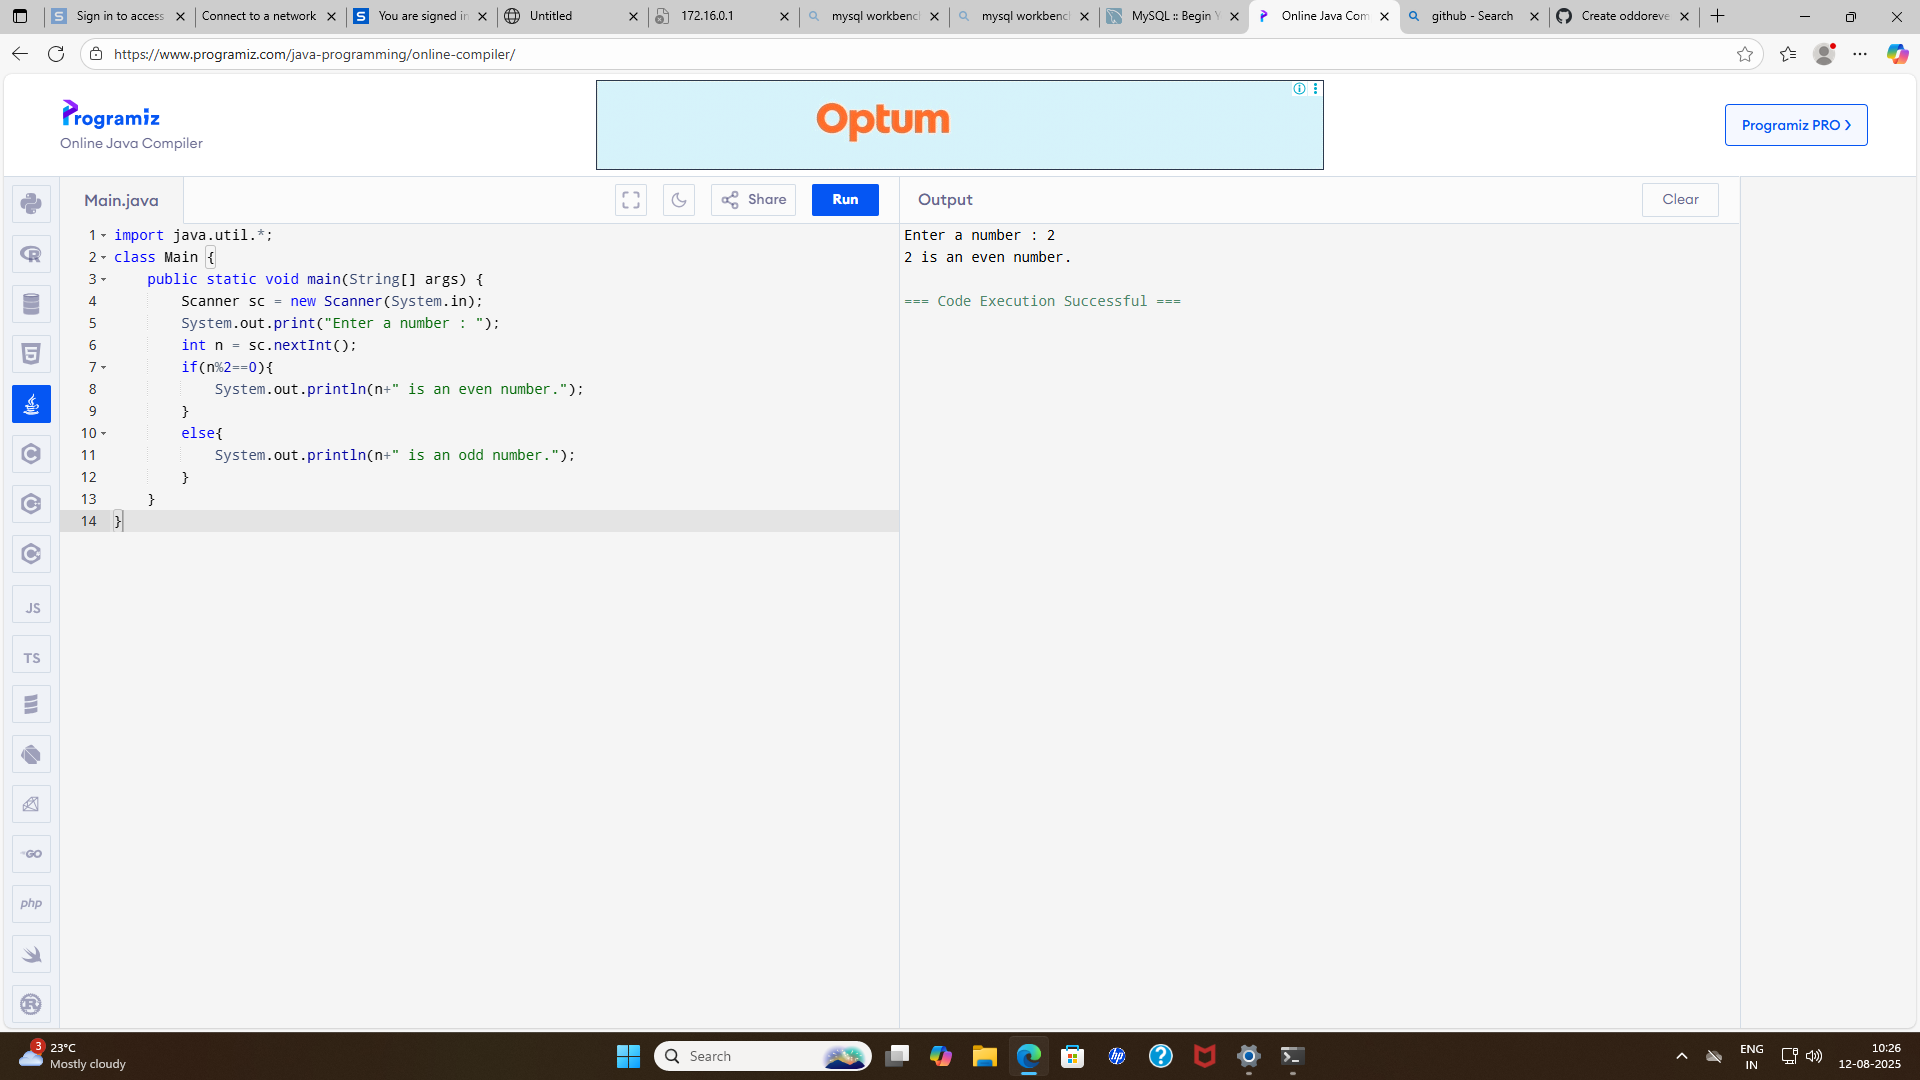 Sign in to access
Connect to a network
You are signed in
Untitled
172.16.0.1
mysql workbenc
mysql workbenc
MySQL :: Begin Y
Online Java Com
github - Search
Create oddoreve
https://www.programiz.com/java-programming/online-compiler/
Programiz
Online Java Compiler
Optum
Programiz PRO
Main.java
Share
Run
Output
Clear
1 import java.util.*;
2 class Main {
3 public static void main(String[] args) {
4 Scanner sc = new Scanner(System.in);
5 System.out.print("Enter a number : ");
6 int n = sc.nextInt();
7 if(n%2==0){
8 System.out.println(n+" is an even number.");
9 }
10 else{
11 System.out.println(n+" is an odd number.");
12 }
13 }
14 }
Enter a number : 2
2 is an even number.
=== Code Execution Successful ===
JS
TS
GO
php
3
23°C
Mostly cloudy
Search
hp
ENG
IN
10:26
12-08-2025